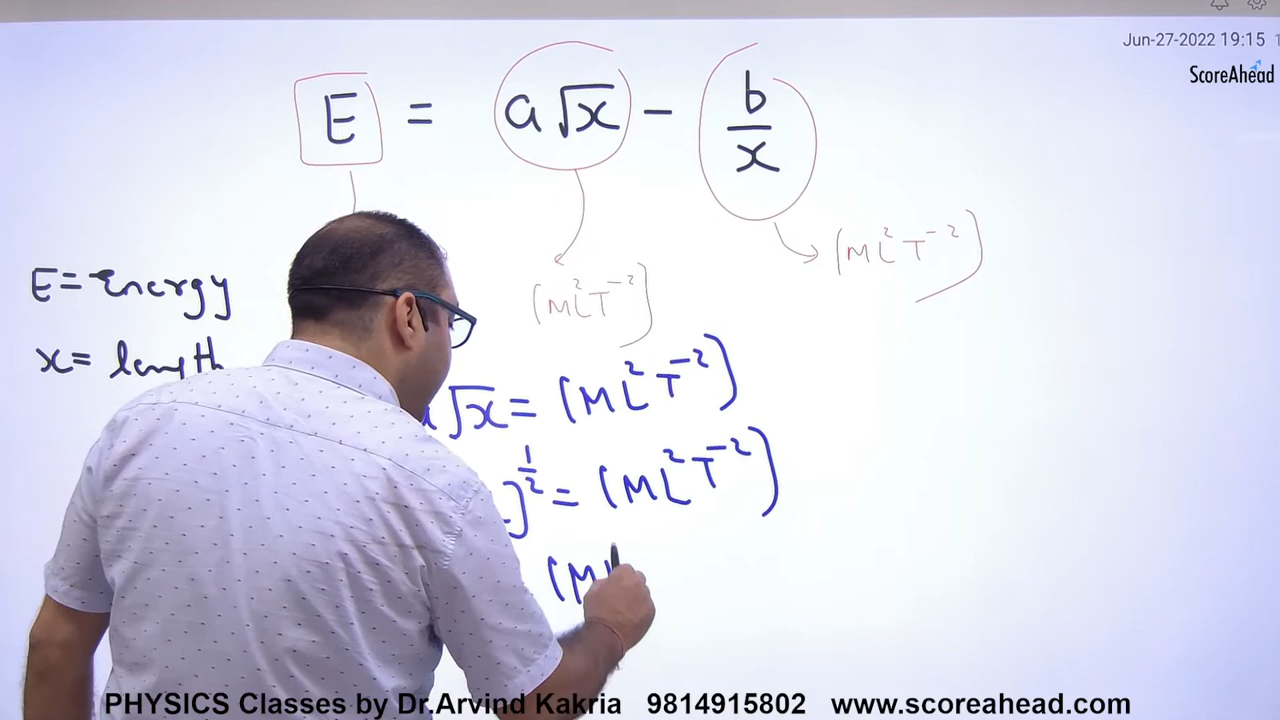 Jun-27-2022 19:15
ScoreAhead
E = a√x - b/x
(ML²T⁻²)
(ML²T⁻²)
E = Energy
x = length
a√x = (ML²T⁻²)
]^1/2 = (ML²T⁻²)
(M
PHYSICS Classes by Dr.Arvind Kakria 9814915802 www.scoreahead.com